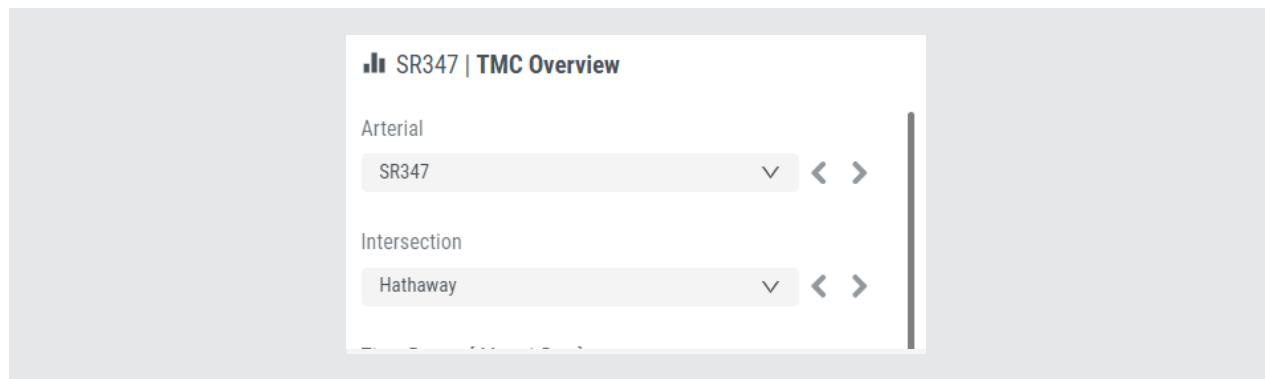 SR347 | TMC Overview
Arterial
SR347
Intersection
Hathaway